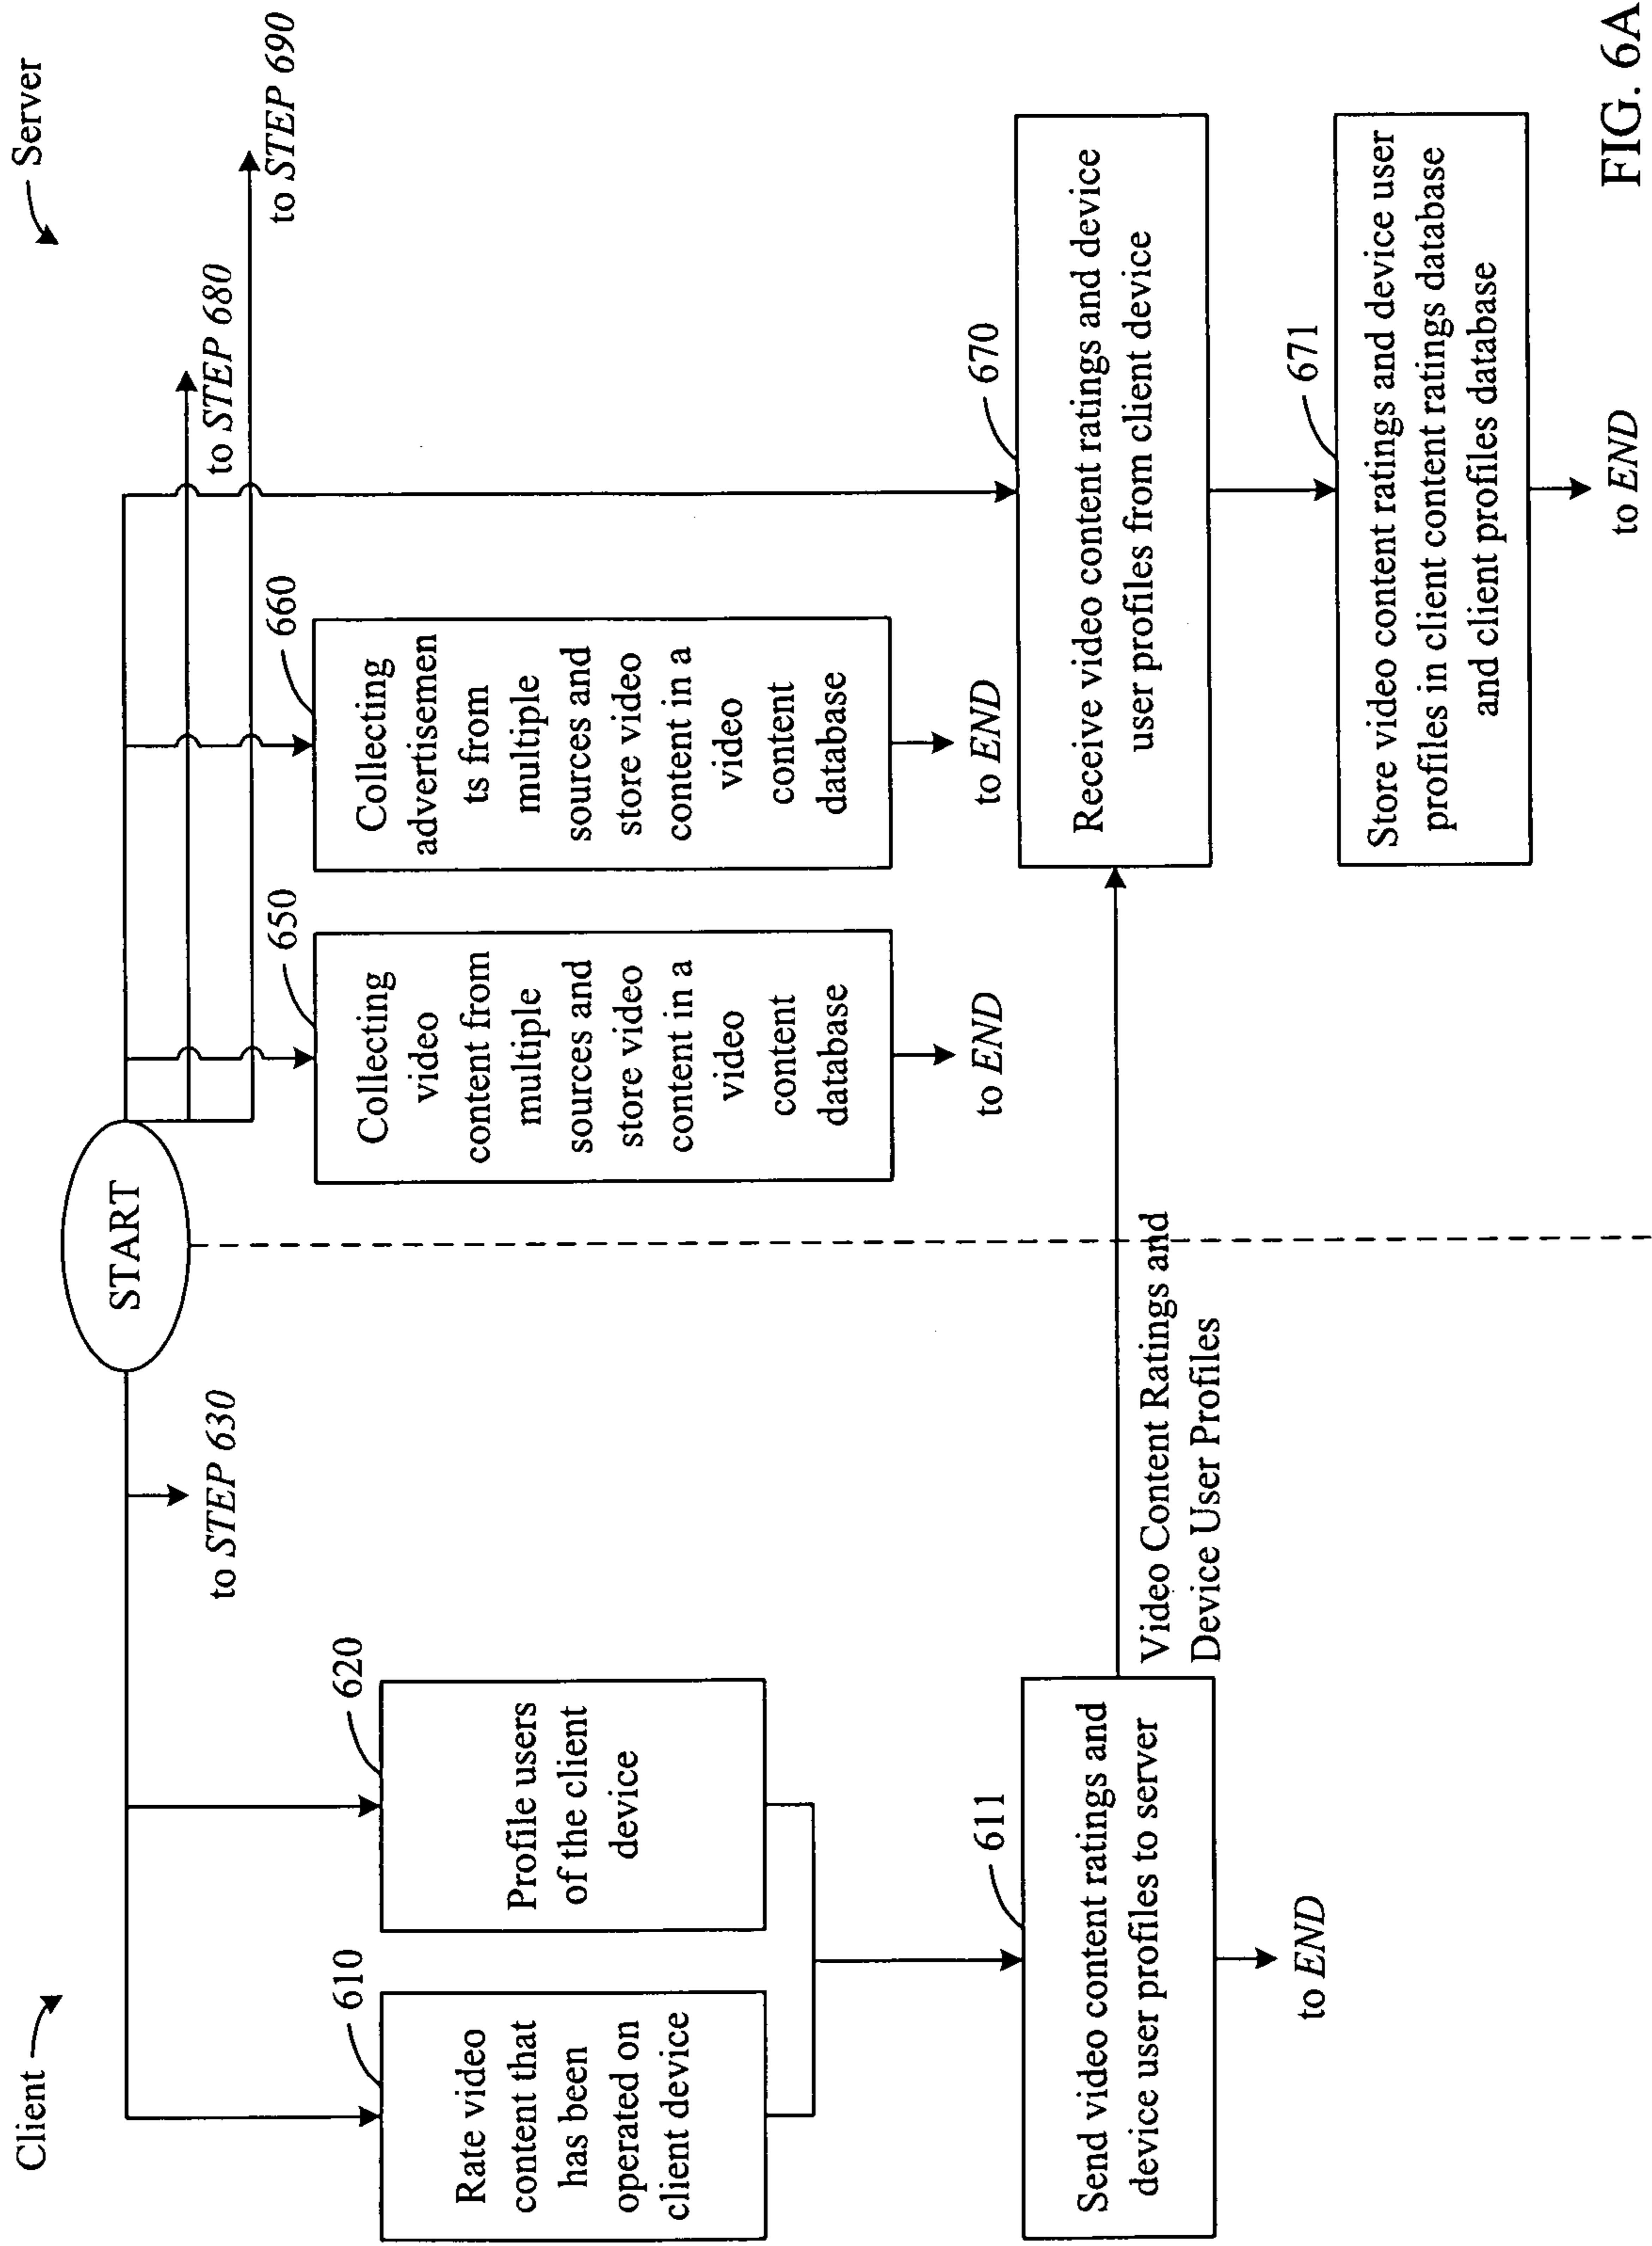 Client
Server
START
to STEP 630
to STEP 680
to STEP 690
610
Rate video
content that
has been
operated on
client device
620
Profile users
of the client
device
650
Collecting
video
content from
multiple
sources and
store video
content in a
video
content
database
to END
660
Collecting
advertisemen
ts from
multiple
sources and
store video
content in a
video
content
database
to END
611
Send video content ratings and
device user profiles to server
to END
Video Content Ratings and
Device User Profiles
670
Receive video content ratings and device
user profiles from client device
671
Store video content ratings and device user
profiles in client content ratings database
and client profiles database
to END
FIG. 6A